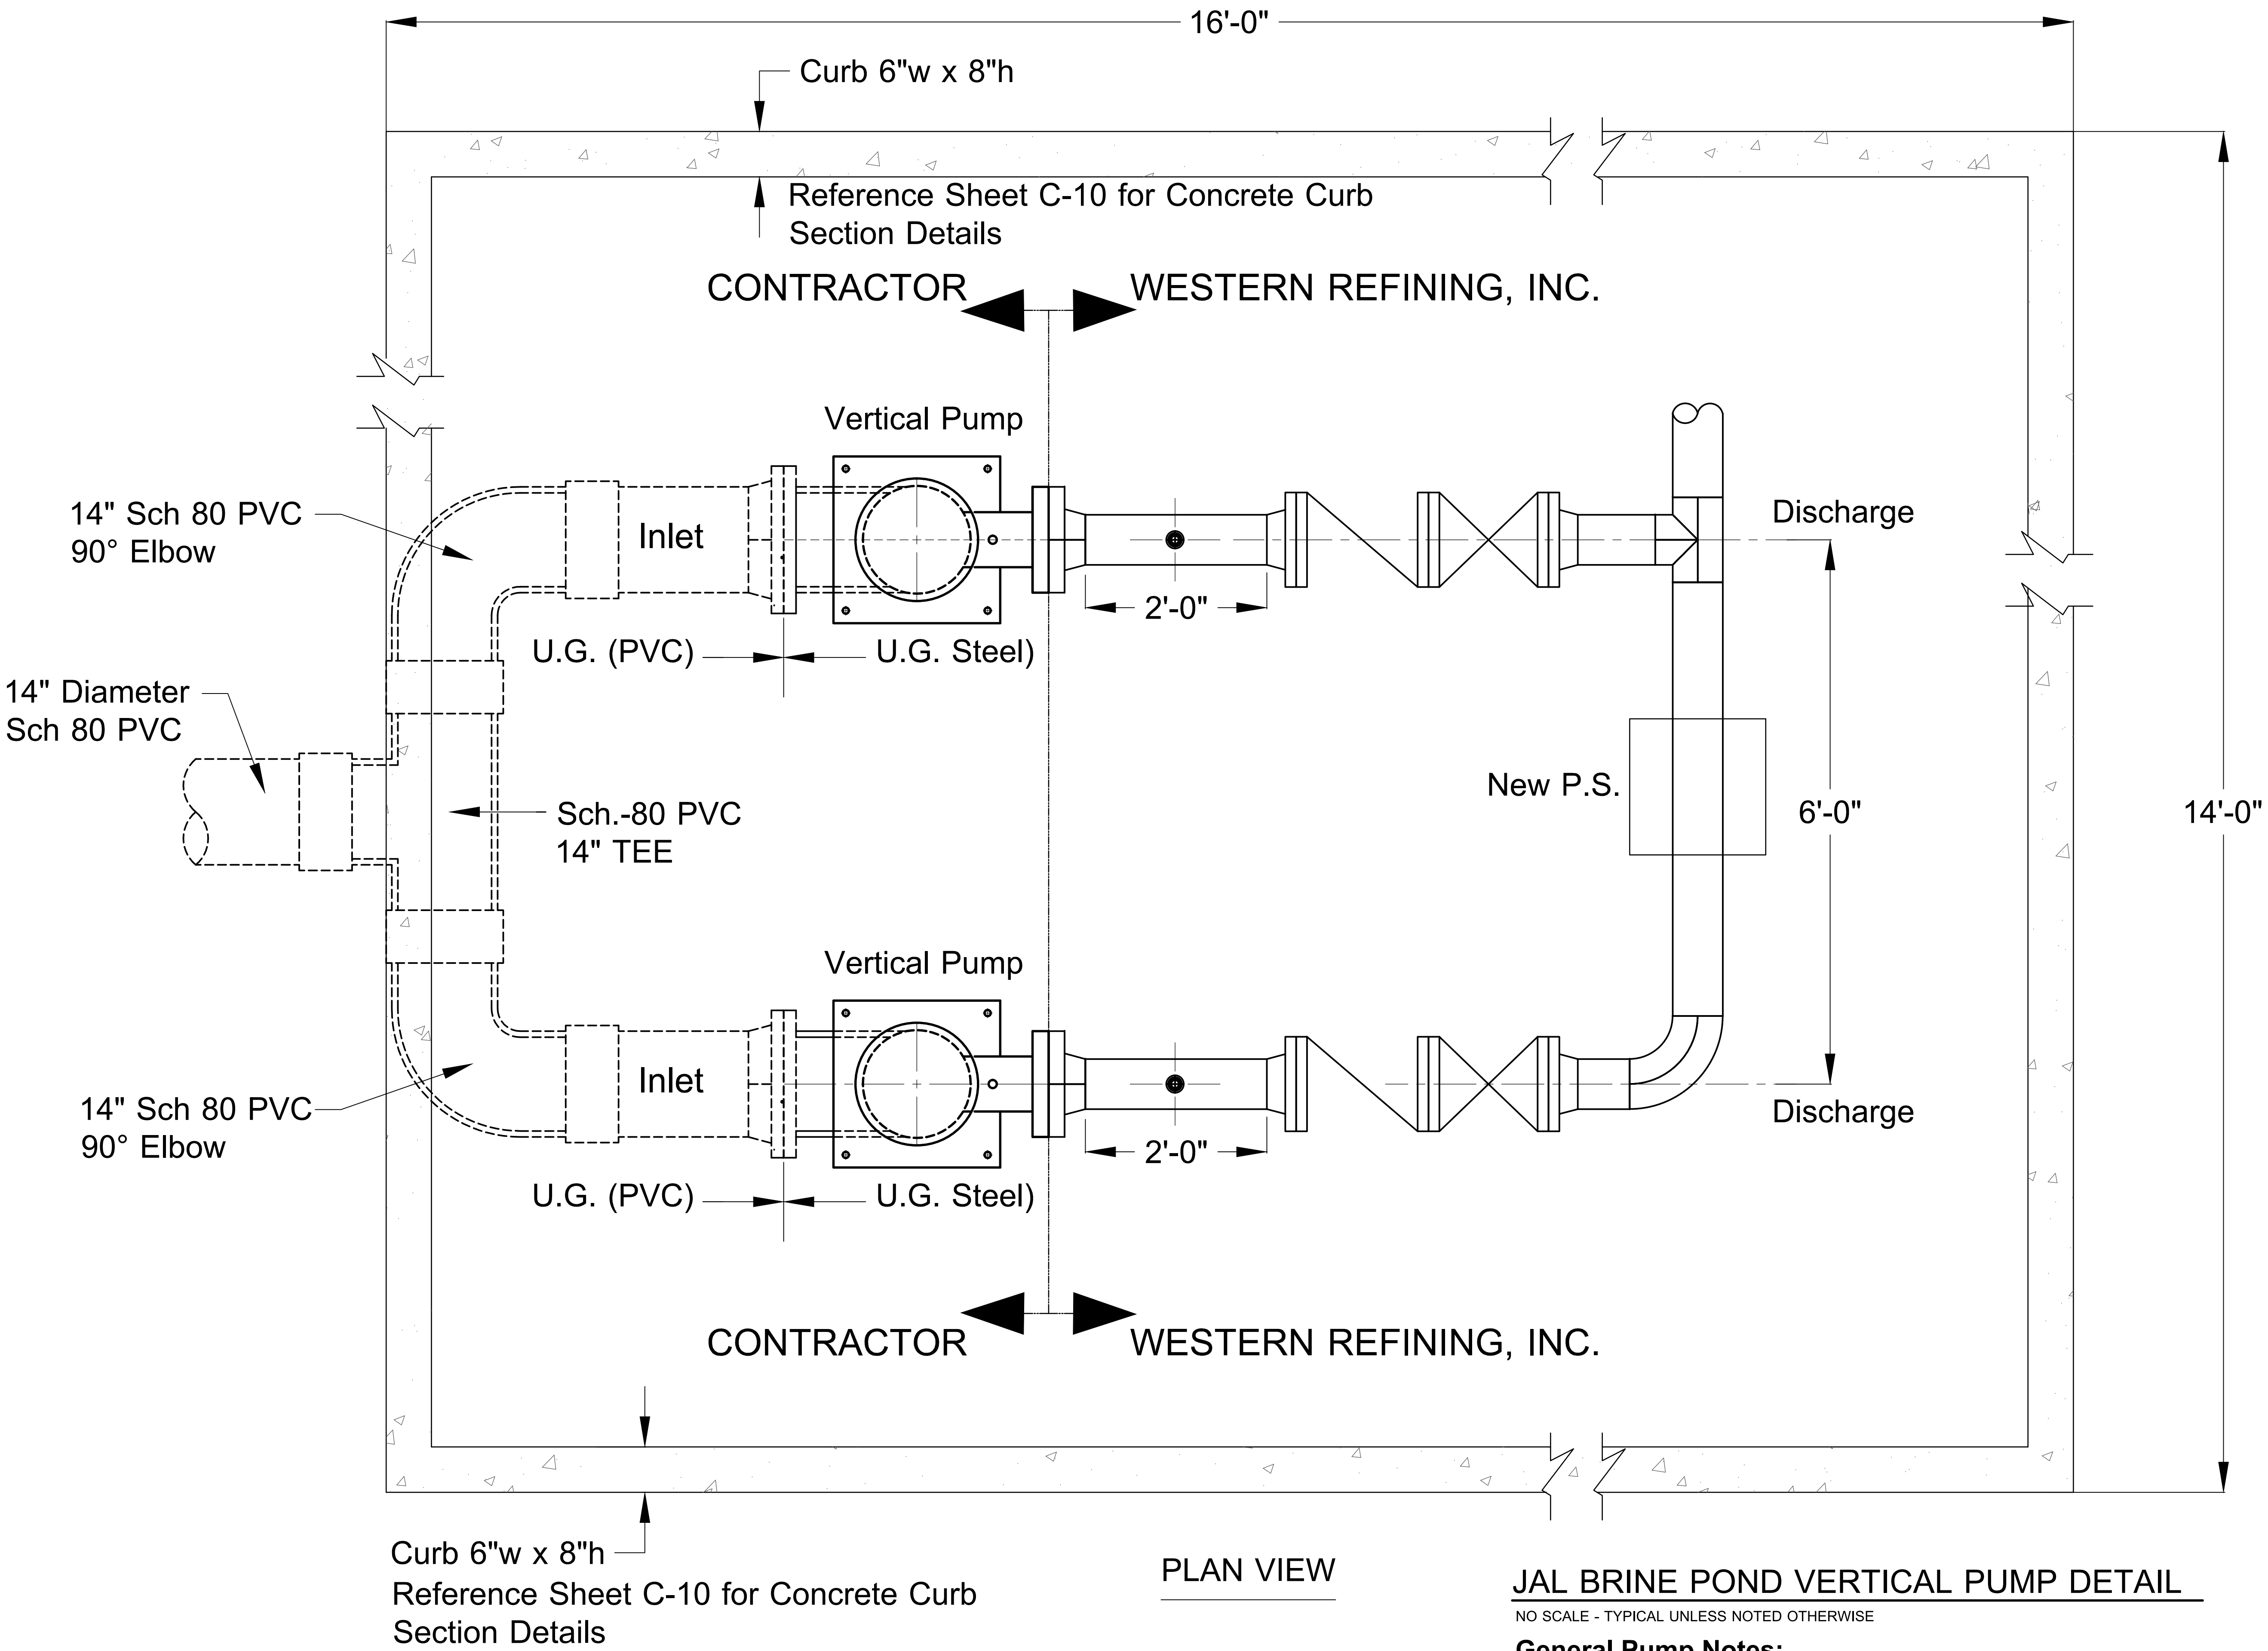 16'-0"
Curb 6"w x 8"h
Reference Sheet C-10 for Concrete Curb
Section Details
CONTRACTOR
WESTERN REFINING, INC.
Vertical Pump
14" Sch 80 PVC
90° Elbow
Inlet
Discharge
2'-0"
U.G. (PVC)
U.G. Steel)
14" Diameter
Sch 80 PVC
New P.S.
6'-0"
14'-0"
Sch.-80 PVC
14" TEE
Vertical Pump
Inlet
14" Sch 80 PVC
90° Elbow
Discharge
2'-0"
U.G. (PVC)
U.G. Steel)
CONTRACTOR
WESTERN REFINING, INC.
Curb 6"w x 8"h
Reference Sheet C-10 for Concrete Curb
Section Details
PLAN VIEW
JAL BRINE POND VERTICAL PUMP DETAIL
NO SCALE - TYPICAL UNLESS NOTED OTHERWISE
General Pump Notes: